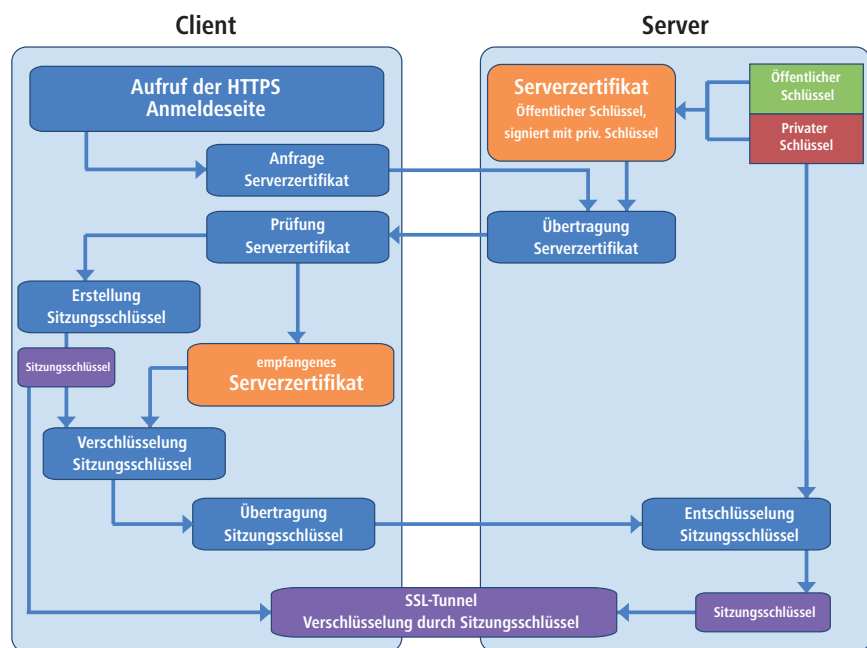 Client
Server
Aufruf der HTTPS
Anmeldeseite
Serverzertifikat
Öffentlicher Schlüssel,
signiert mit priv. Schlüssel
Öffentlicher
Schlüssel
Privater
Schlüssel
Anfrage
Serverzertifikat
Prüfung
Serverzertifikat
Übertragung
Serverzertifikat
Erstellung
Sitzungsschlüssel
Sitzungsschlüssel
empfangenes
Serverzertifikat
Verschlüsselung
Sitzungsschlüssel
Übertragung
Sitzungsschlüssel
Entschlüsselung
Sitzungsschlüssel
SSL-Tunnel
Verschlüsselung durch Sitzungsschlüssel
Sitzungsschlüssel